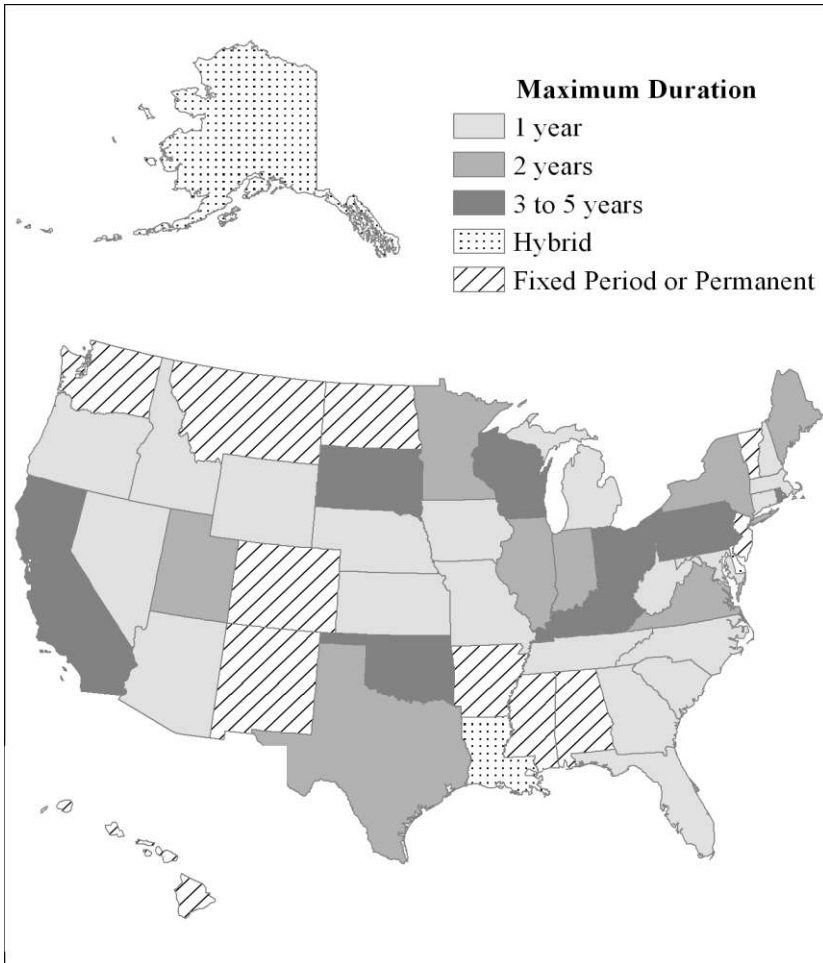 Maximum Duration
1 year
2 years
3 to 5 years
Hybrid
Fixed Period or Permanent